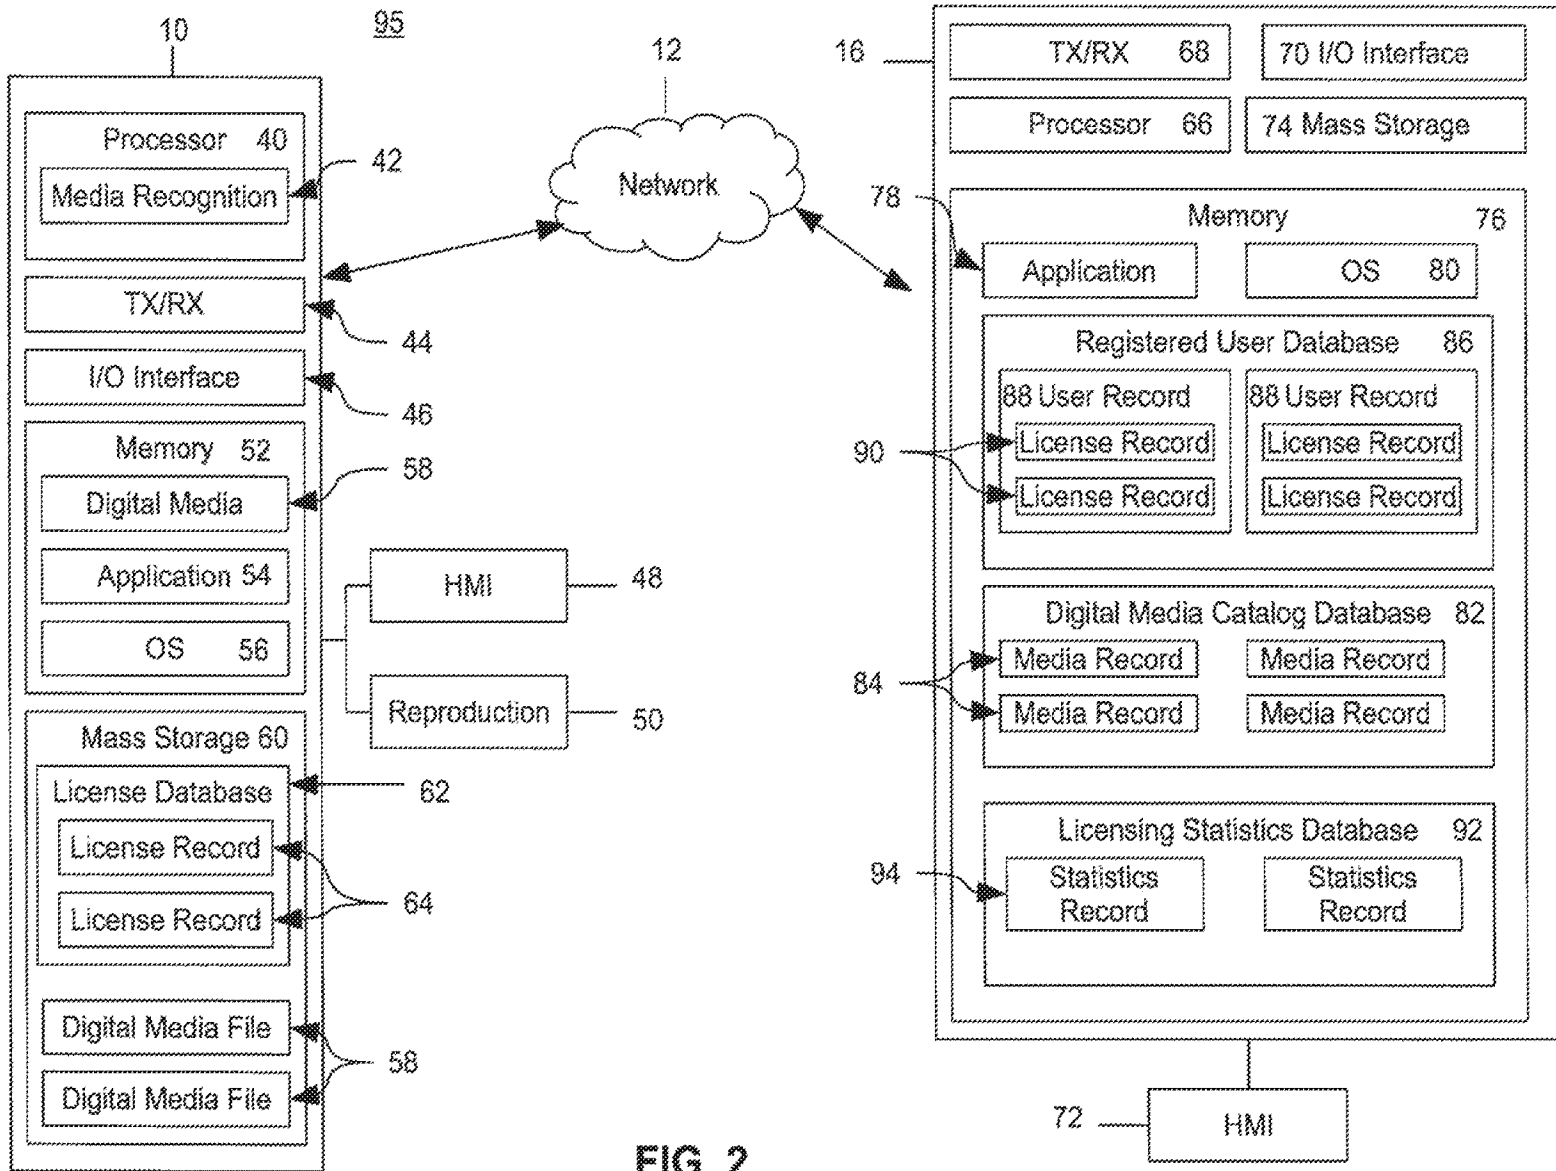 95
10
Processor 40
Media Recognition
42
TX/RX
44
I/O Interface
46
Memory 52
Digital Media
58
Application 54
OS 56
Mass Storage 60
License Database
62
License Record
License Record
64
Digital Media File
Digital Media File
58
12
Network
HMI
48
Reproduction
50
16
TX/RX 68
70 I/O Interface
Processor 66
74 Mass Storage
Memory 76
78
Application
OS 80
Registered User Database 86
88 User Record
88 User Record
90
License Record
License Record
License Record
License Record
Digital Media Catalog Database 82
84
Media Record
Media Record
Media Record
Media Record
Licensing Statistics Database 92
94
Statistics
Record
Statistics
Record
72
HMI
FIG. 2